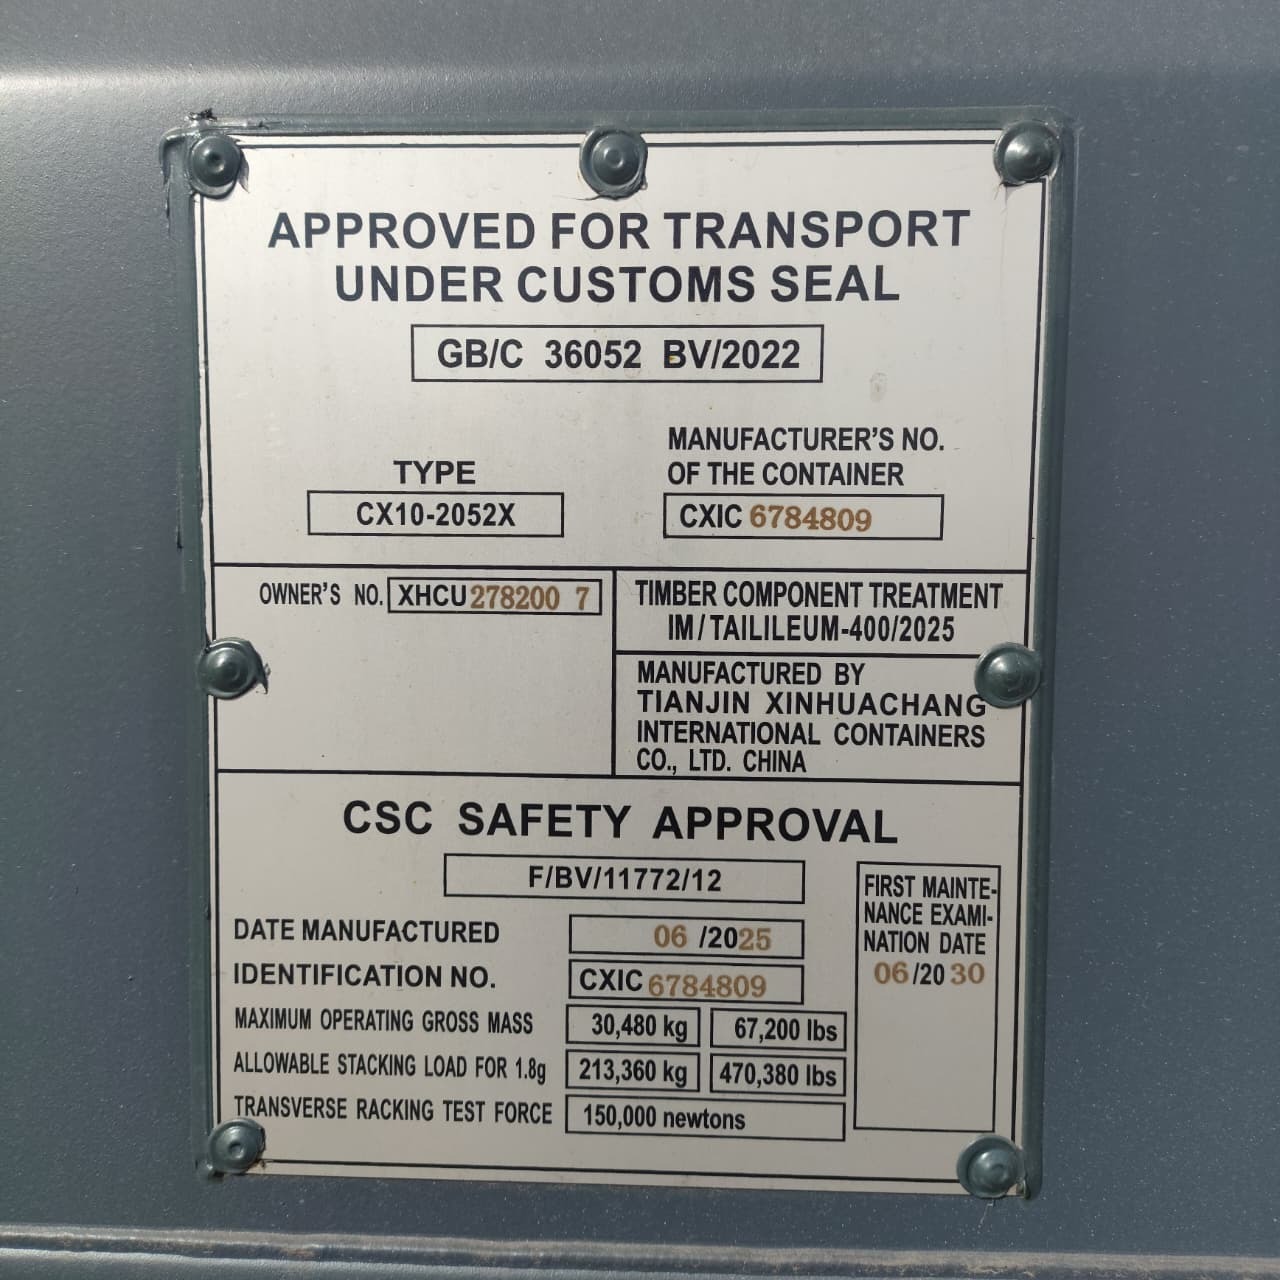 APPROVED FOR TRANSPORT
UNDER CUSTOMS SEAL
GB/C 36052 BV/2022
TYPE
CX10-2052X
MANUFACTURER'S NO.
OF THE CONTAINER
CXIC 6784809
OWNER'S NO. XHCU 278200 7
TIMBER COMPONENT TREATMENT
IM/TAILILEUM-400/2025
MANUFACTURED BY
TIANJIN XINHUACHANG
INTERNATIONAL CONTAINERS
CO., LTD. CHINA
CSC SAFETY APPROVAL
F/BV/11772/12
DATE MANUFACTURED 06 /2025
IDENTIFICATION NO. CXIC 6784809
MAXIMUM OPERATING GROSS MASS 30,480 kg 67,200 lbs
ALLOWABLE STACKING LOAD FOR 1.8g 213,360 kg 470,380 lbs
TRANSVERSE RACKING TEST FORCE 150,000 newtons
FIRST MAINTE-
NANCE EXAMI-
NATION DATE
06/20 30